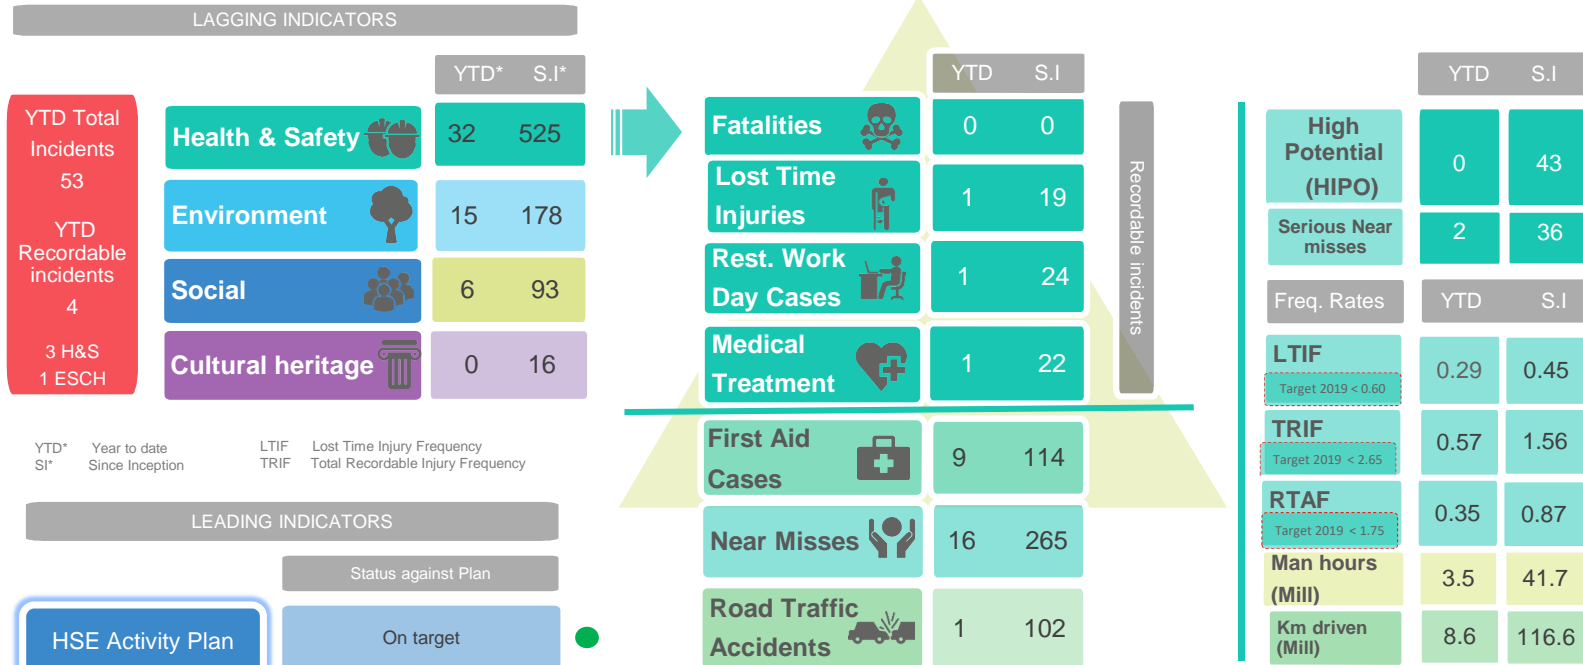 LAGGING INDICATORS
YTD* S.I*
YTD Total
Incidents
53
YTD
Recordable
incidents
4
3 H&S
1 ESCH
Health & Safety 32 525
Environment 15 178
Social 6 93
Cultural heritage 0 16
YTD* Year to date
SI* Since Inception
LTIF Lost Time Injury Frequency
TRIF Total Recordable Injury Frequency
LEADING INDICATORS
Status against Plan
HSE Activity Plan On target
YTD S.I
Fatalities 0 0
Lost Time
Injuries
1 19
Rest. Work
Day Cases
1 24
Medical
Treatment
1 22
Recordable incidents
First Aid
Cases
9 114
Near Misses 16 265
Road Traffic
Accidents
1 102
YTD S.I
High
Potential
(HIPO)
0 43
Serious Near
misses
2 36
Freq. Rates YTD S.I
LTIF
Target 2019 < 0.60
0.29 0.45
TRIF
Target 2019 < 2.65
0.57 1.56
RTAF
Target 2019 < 1.75
0.35 0.87
Man hours
(Mill)
3.5 41.7
Km driven
(Mill)
8.6 116.6